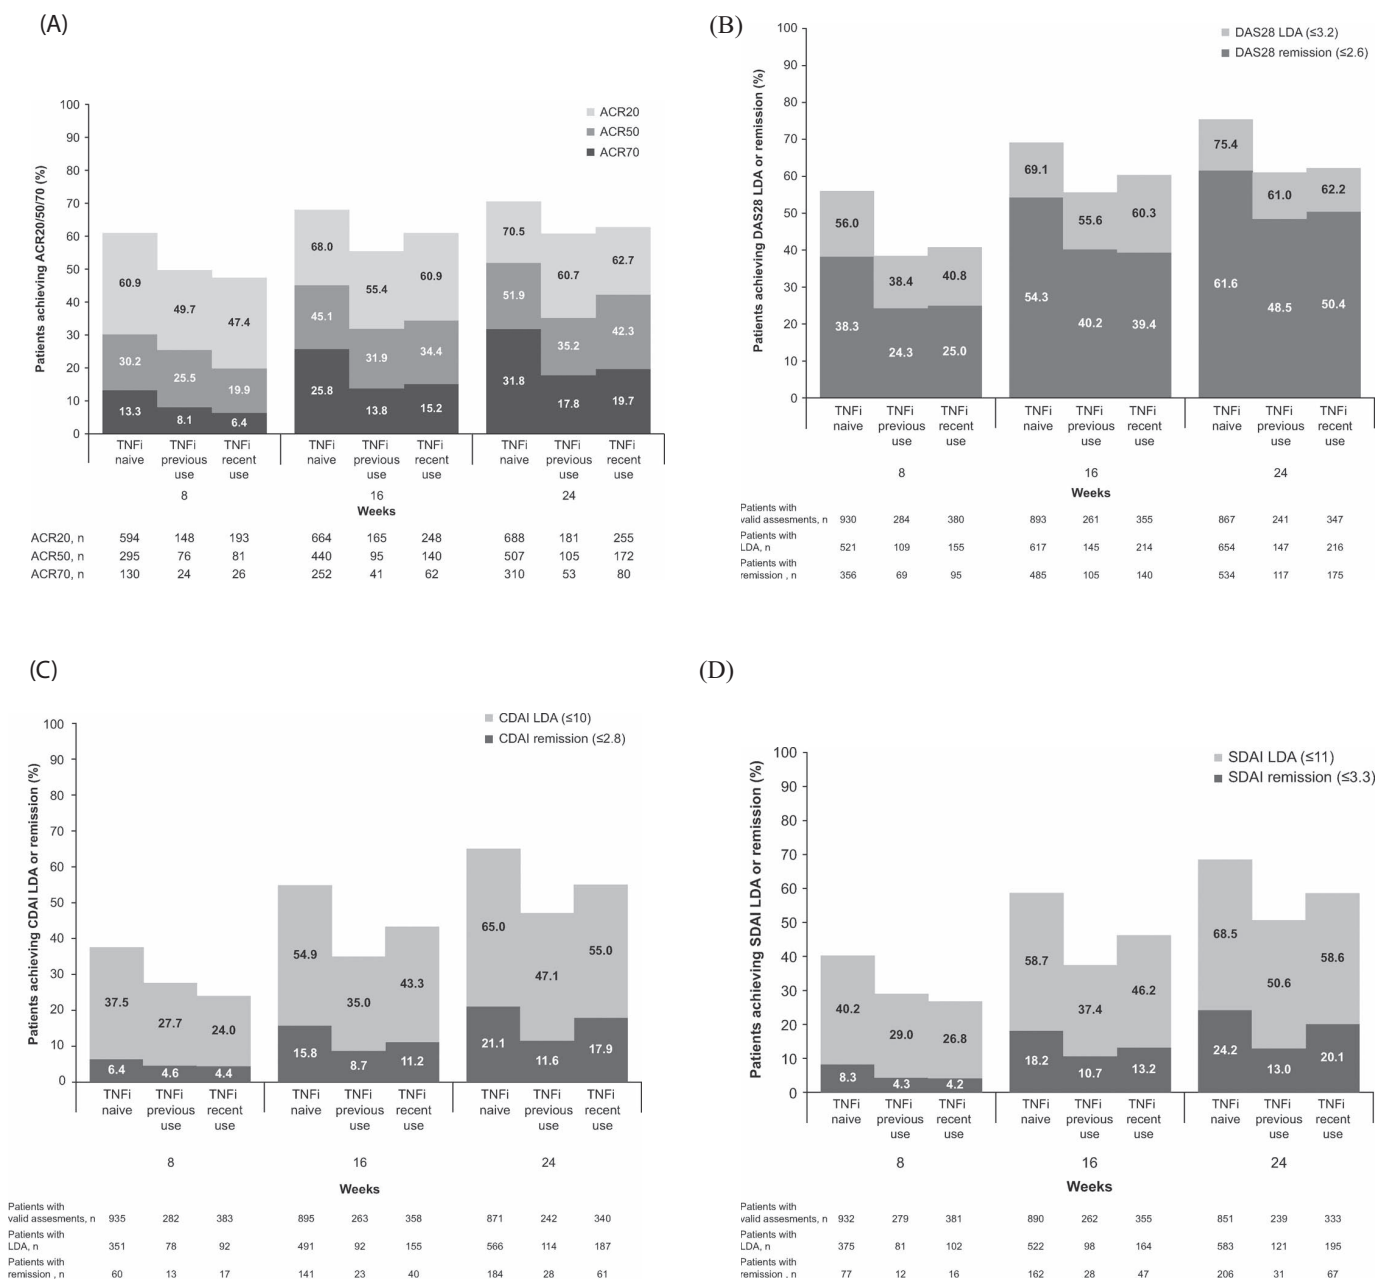 (A)
ACR20
ACR50
ACR70
Patients achieving ACR20/50/70 (%)
100
90
80
70
60
50
40
30
20
10
0
60.9 49.7 47.4 68.0 55.4 60.9 70.5 60.7 62.7
30.2 25.5 19.9 45.1 31.9 34.4 51.9 35.2 42.3
13.3 8.1 6.4 25.8 13.8 15.2 31.8 17.8 19.7
TNFi TNFi TNFi TNFi TNFi TNFi TNFi TNFi TNFi
naive previous recent naive previous recent naive previous recent
use use use use use use
8 16 24
Weeks
ACR20, n 594 148 193 664 165 248 688 181 255
ACR50, n 295 76 81 440 95 140 507 105 172
ACR70, n 130 24 26 252 41 62 310 53 80
(B)
DAS28 LDA (≤3.2)
DAS28 remission (≤2.6)
Patients achieving DAS28 LDA or remission (%)
100
90
80
70
60
50
40
30
20
10
0
56.0 38.4 40.8 69.1 55.6 60.3 75.4 61.0 62.2
38.3 24.3 25.0 54.3 40.2 39.4 61.6 48.5 50.4
TNFi TNFi TNFi TNFi TNFi TNFi TNFi TNFi TNFi
naive previous recent naive previous recent naive previous recent
use use use use use use
8 16 24
Weeks
Patients with
valid assesments, n 930 284 380 893 261 355 867 241 347
Patients with
LDA, n 521 109 155 617 145 214 654 147 216
Patients with
remission , n 356 69 95 485 105 140 534 117 175
(C)
CDAI LDA (≤10)
CDAI remission (≤2.8)
Patients achieving CDAI LDA or remission (%)
100
90
80
70
60
50
40
30
20
10
0
37.5 27.7 24.0 54.9 35.0 43.3 65.0 47.1 55.0
6.4 4.6 4.4 15.8 8.7 11.2 21.1 11.6 17.9
TNFi TNFi TNFi TNFi TNFi TNFi TNFi TNFi TNFi
naive previous recent naive previous recent naive previous recent
use use use use use use
8 16 24
Weeks
Patients with
valid assesments, n 935 282 383 895 263 358 871 242 340
Patients with
LDA, n 351 78 92 491 92 155 566 114 187
Patients with
remission , n 60 13 17 141 23 40 184 28 61
(D)
SDAI LDA (≤11)
SDAI remission (≤3.3)
Patients achieving SDAI LDA or remission (%)
100
90
80
70
60
50
40
30
20
10
0
40.2 29.0 26.8 58.7 37.4 46.2 68.5 50.6 58.6
8.3 4.3 4.2 18.2 10.7 13.2 24.2 13.0 20.1
TNFi TNFi TNFi TNFi TNFi TNFi TNFi TNFi TNFi
naive previous recent naive previous recent naive previous recent
use use use use use use
8 16 24
Weeks
Patients with
valid assesments, n 932 279 381 890 262 355 851 239 333
Patients with
LDA, n 375 81 102 522 98 164 583 121 195
Patients with
remission , n 77 12 16 162 28 47 206 31 67